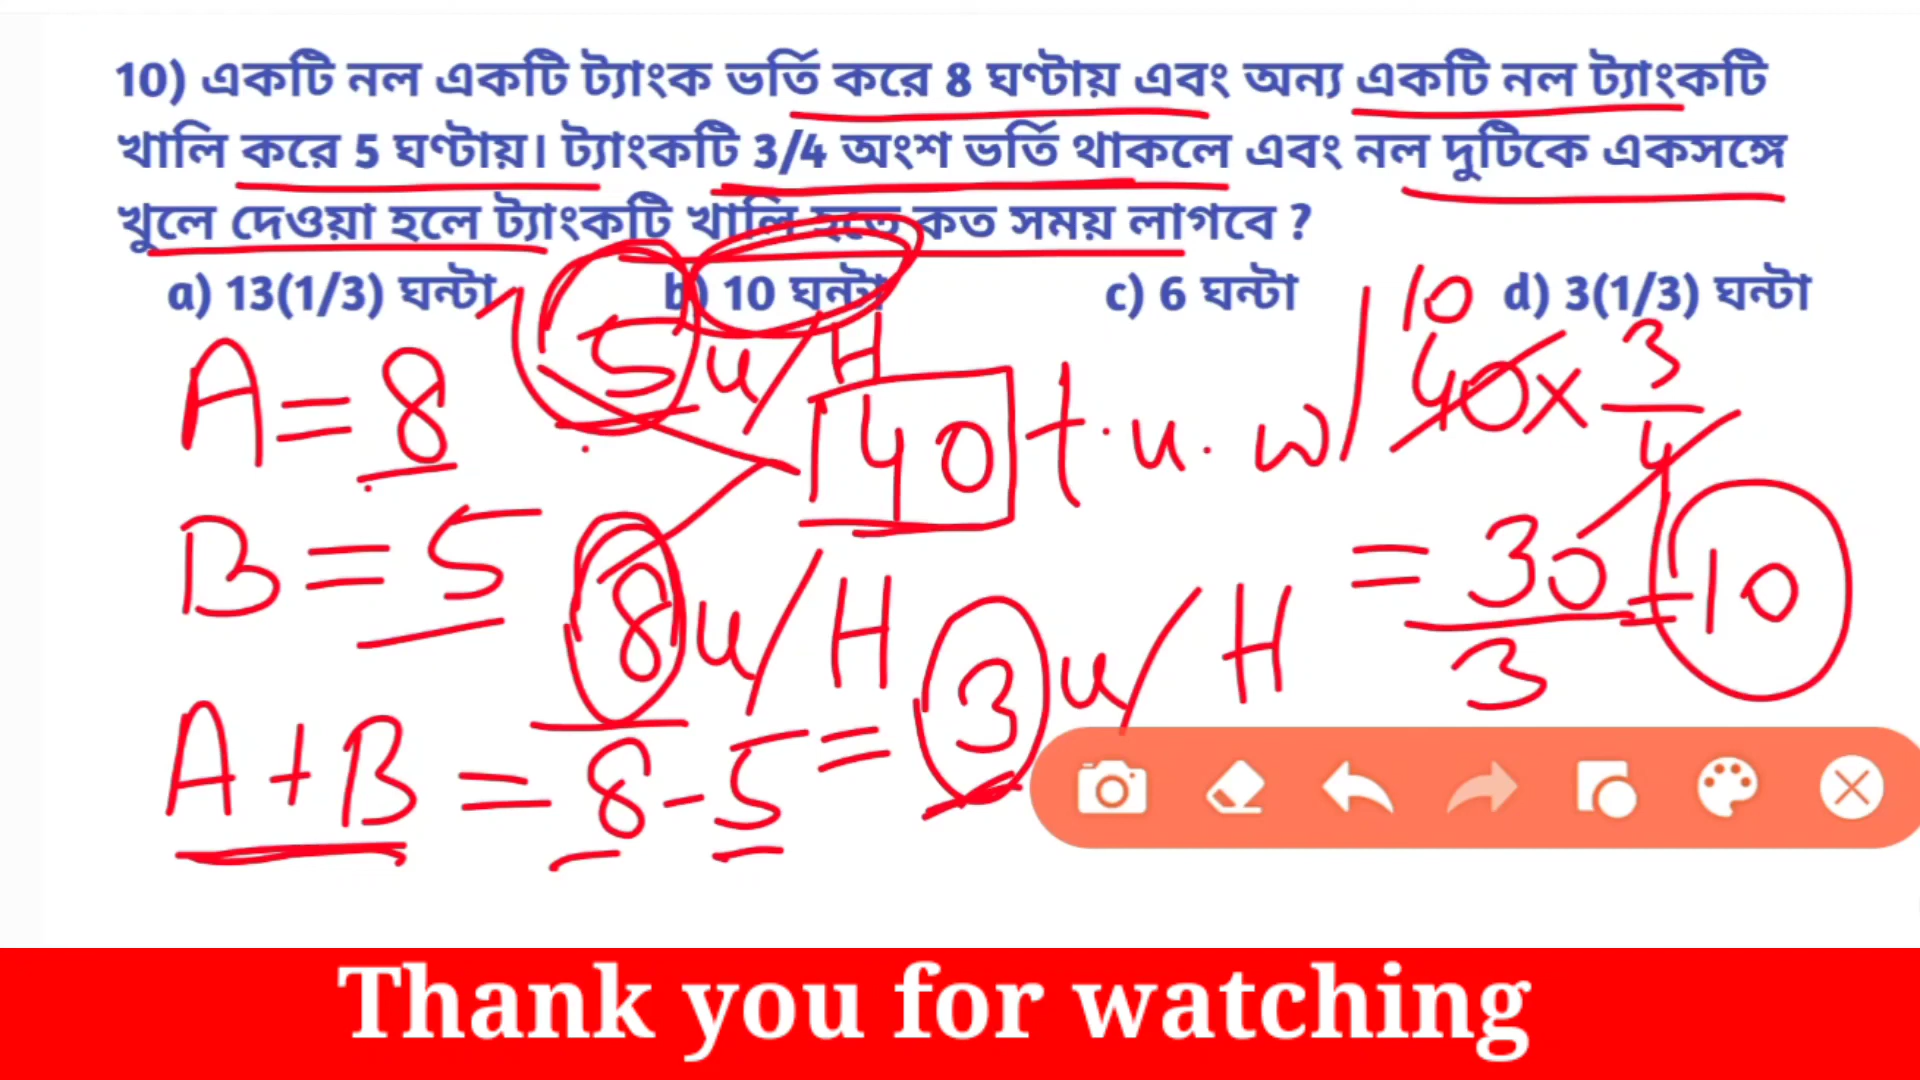 10) একটি নল একটি ট্যাংক ভর্তি করে 8 ঘণ্টায় এবং অন্য একটি নল ট্যাংকটি
খালি করে 5 ঘণ্টায়। ট্যাংকটি 3/4 অংশ ভর্তি থাকলে এবং নল দুটিকে একসঙ্গে
খুলে দেওয়া হলে ট্যাংকটি খালি হতে কত সময় লাগবে ?
a) 13(1/3) ঘন্টা b) 10 ঘন্টা c) 6 ঘন্টা d) 3(1/3) ঘন্টা
A = 8 5 u/H 40 t.u.w 10 40 × 3/4
B = 5 8 u/H = 30/3 = 10
A+B = 8-5 = 3 u/H
Thank you for watching